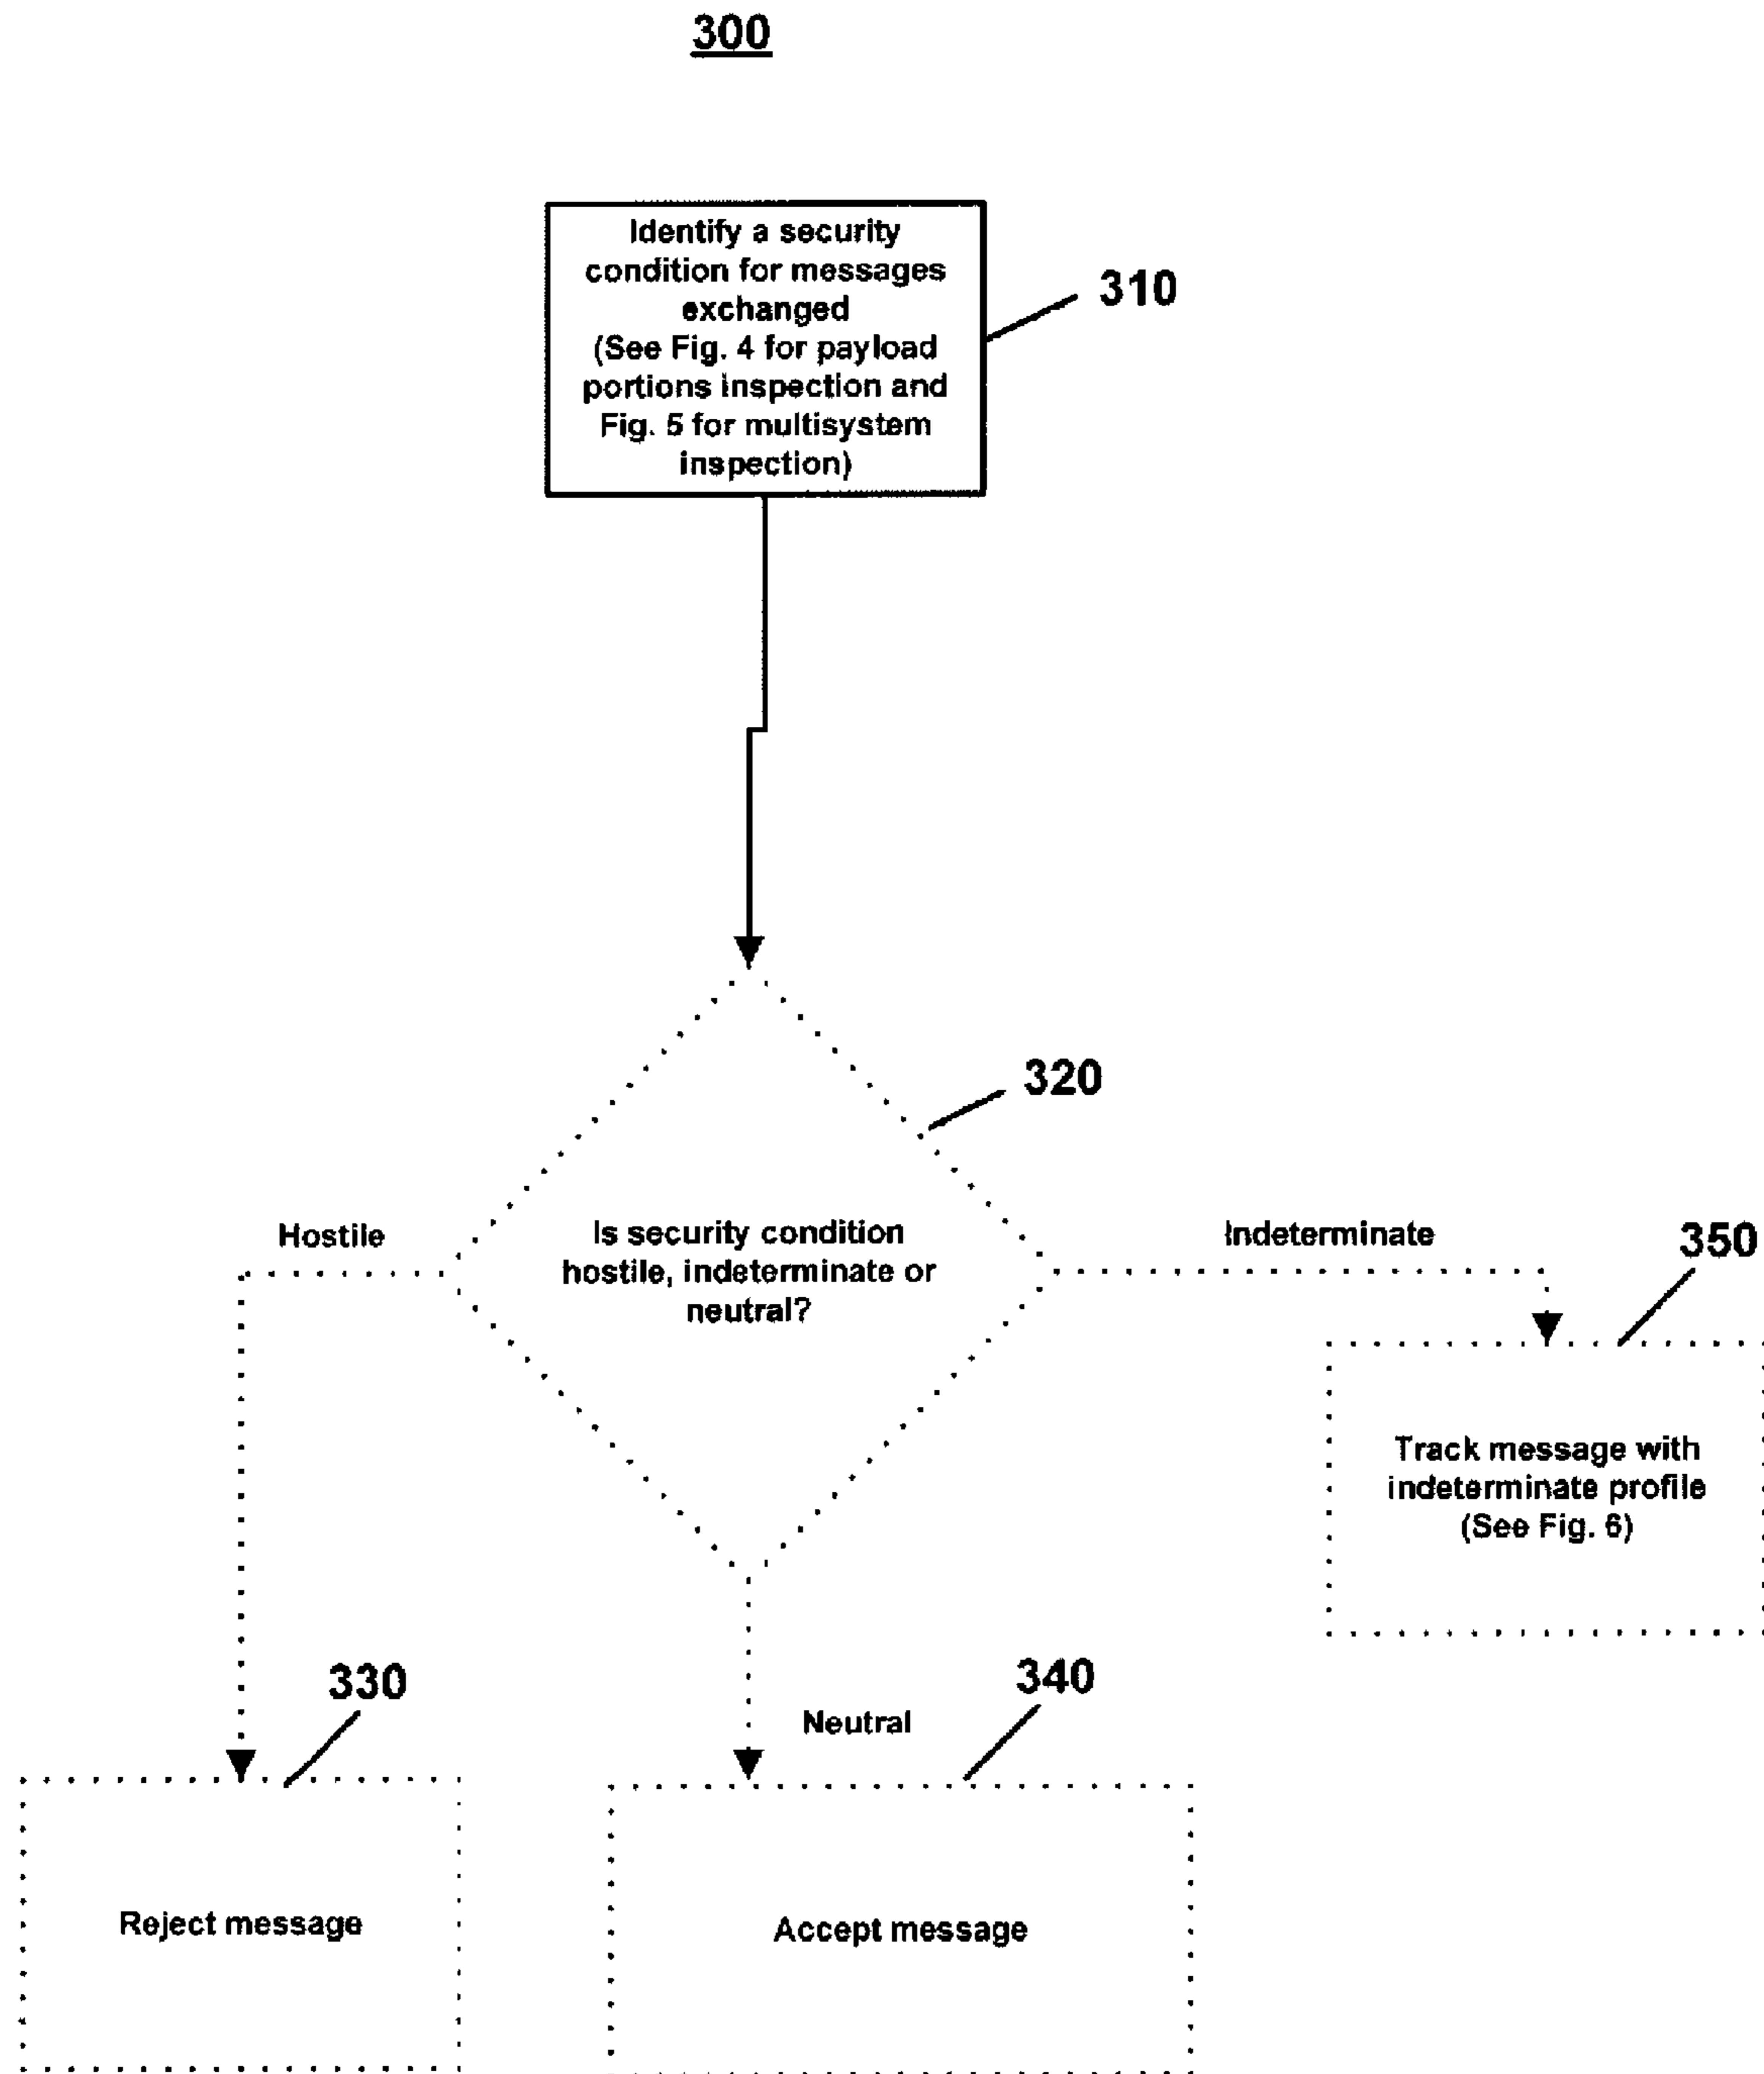 300
Identify a security
condition for messages
exchanged
(See Fig. 4 for payload
portions inspection and
Fig. 5 for multisystem
inspection)
310
320
Hostile
Is security condition
hostile, indeterminate or
neutral?
Indeterminate
350
Track message with
indeterminate profile
(See Fig. 6)
330
340
Neutral
Reject message
Accept message